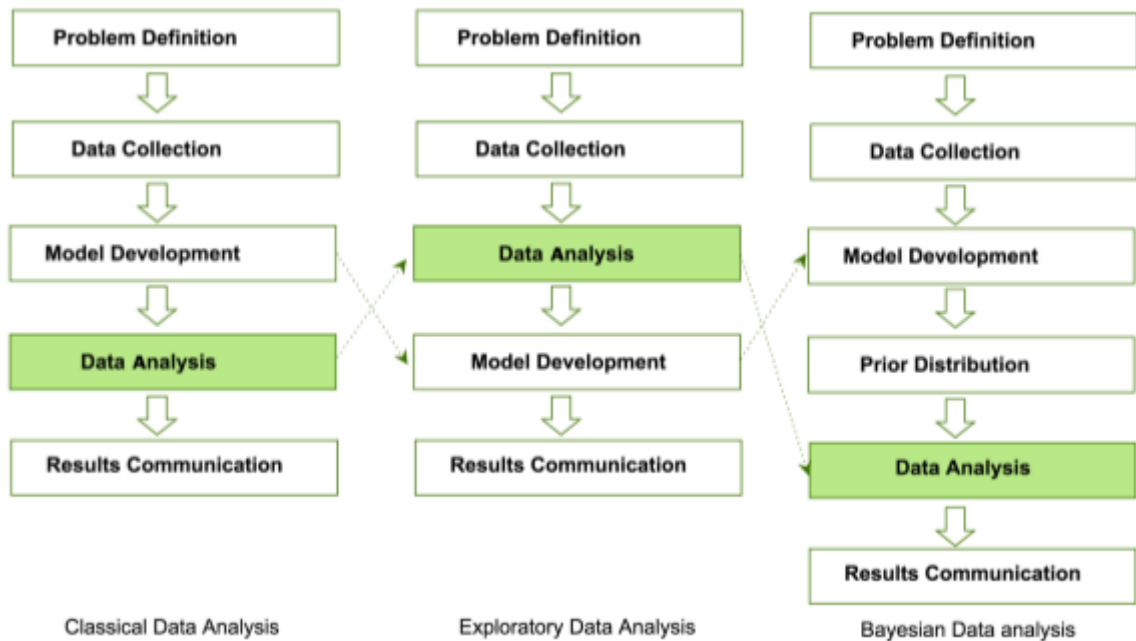 Problem Definition
Data Collection
Model Development
Data Analysis
Results Communication
Classical Data Analysis
Problem Definition
Data Collection
Data Analysis
Model Development
Results Communication
Exploratory Data Analysis
Problem Definition
Data Collection
Model Development
Prior Distribution
Data Analysis
Results Communication
Bayesian Data analysis